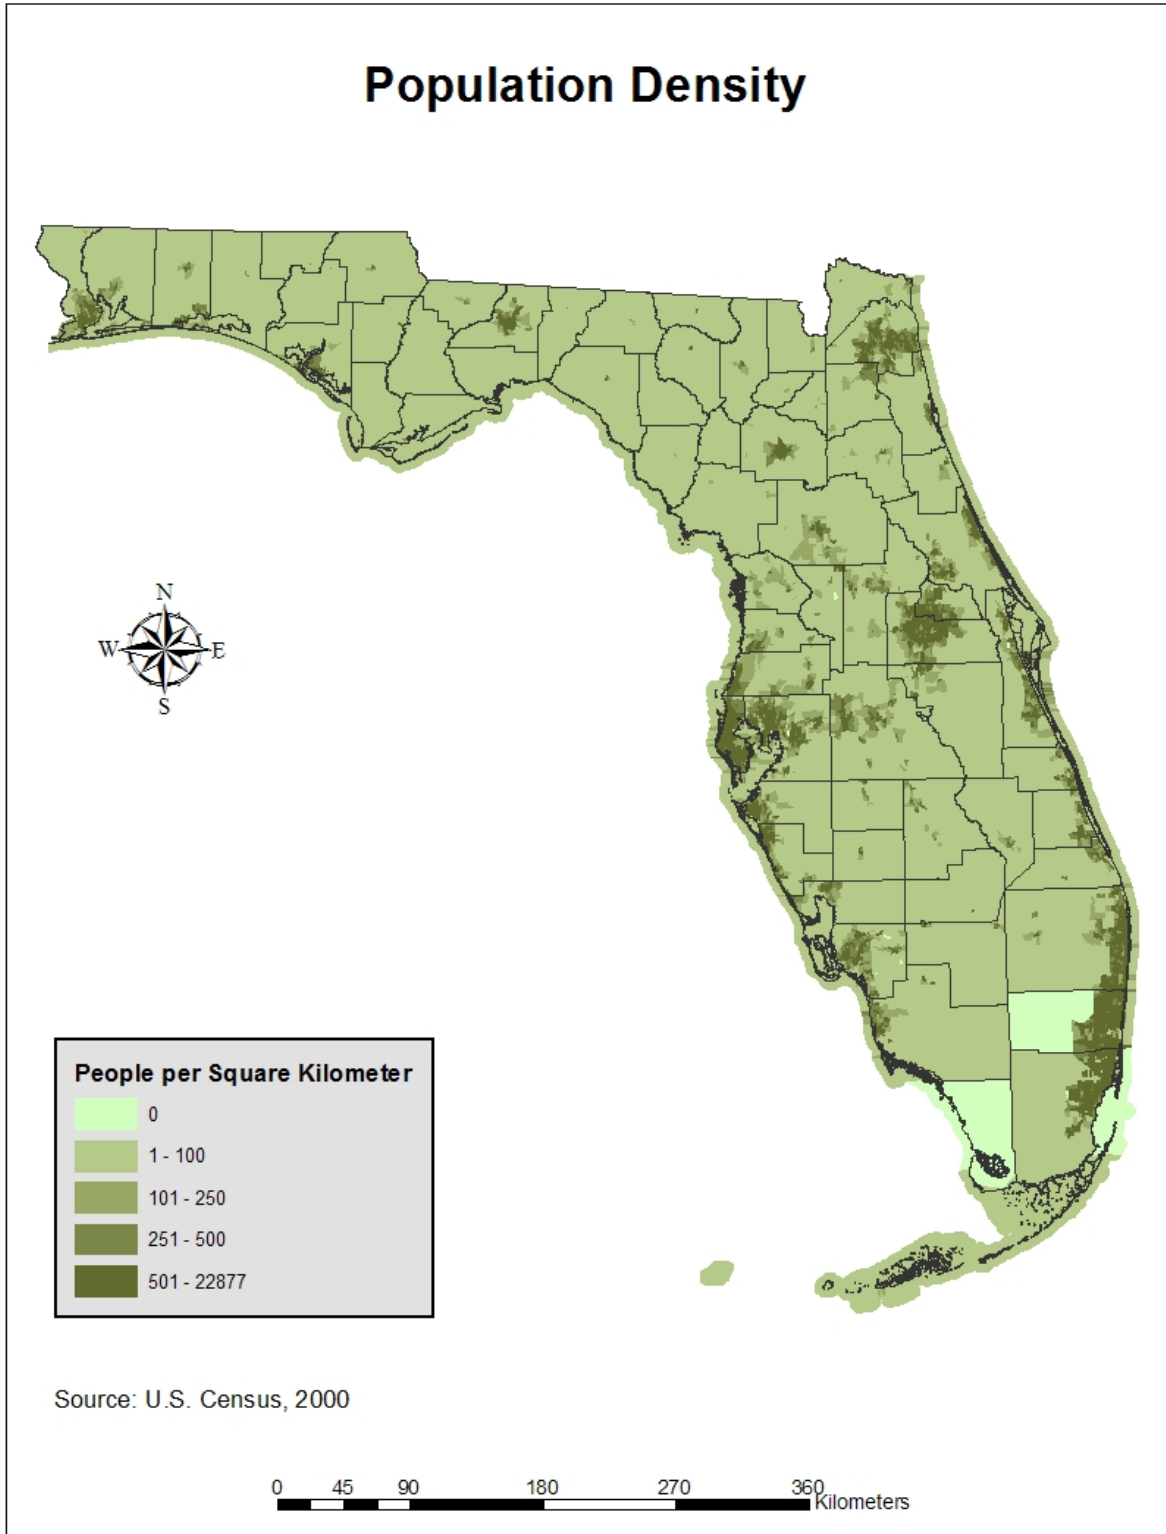 Population Density
N
W E
S
People per Square Kilometer
0
1 - 100
101 - 250
251 - 500
501 - 22877
Source: U.S. Census, 2000
0 45 90 180 270 360
Kilometers